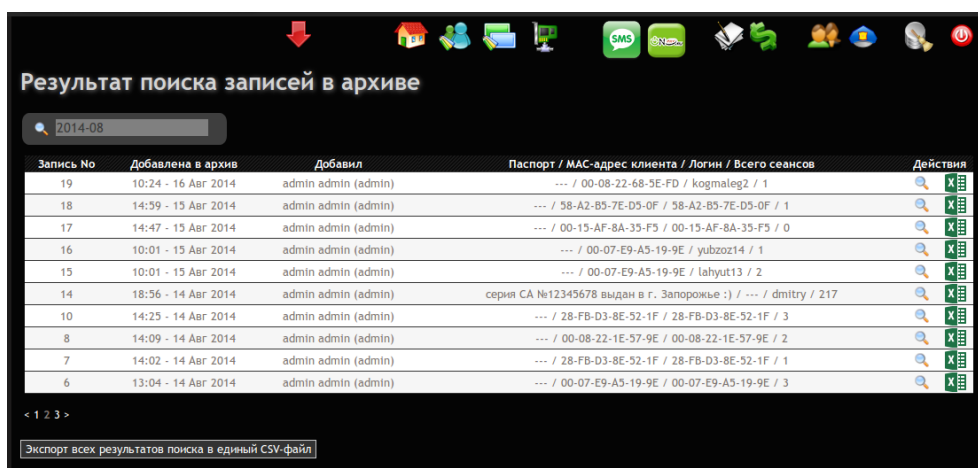 SMS
Результат поиска записей в архиве
2014-08
Запись No Добавлена в архив Добавил Паспорт / MAC-адрес клиента / Логин / Всего сеансов Действия
19 10:24 - 16 Авг 2014 admin admin (admin) --- / 00-08-22-68-5E-FD / kogmaleg2 / 1
18 14:59 - 15 Авг 2014 admin admin (admin) --- / 58-A2-B5-7E-D5-0F / 58-A2-B5-7E-D5-0F / 1
17 14:47 - 15 Авг 2014 admin admin (admin) --- / 00-15-AF-8A-35-F5 / 00-15-AF-8A-35-F5 / 0
16 10:01 - 15 Авг 2014 admin admin (admin) --- / 00-07-E9-A5-19-9E / yubzoz14 / 1
15 10:01 - 15 Авг 2014 admin admin (admin) --- / 00-07-E9-A5-19-9E / lahyut13 / 2
14 18:56 - 14 Авг 2014 admin admin (admin) серия СА №12345678 выдан в г. Запорожье :) / --- / dmitry / 217
10 14:25 - 14 Авг 2014 admin admin (admin) --- / 28-FB-D3-8E-52-1F / 28-FB-D3-8E-52-1F / 3
8 14:09 - 14 Авг 2014 admin admin (admin) --- / 00-08-22-1E-57-9E / 00-08-22-1E-57-9E / 2
7 14:02 - 14 Авг 2014 admin admin (admin) --- / 28-FB-D3-8E-52-1F / 28-FB-D3-8E-52-1F / 1
6 13:04 - 14 Авг 2014 admin admin (admin) --- / 00-07-E9-A5-19-9E / 00-07-E9-A5-19-9E / 3
< 1 2 3 >
Экспорт всех результатов поиска в единый CSV-файл